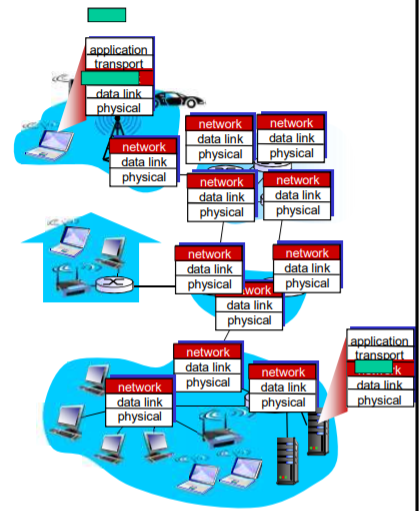 application
transport
data link
physical
network
data link
physical
network
data link
physical
network
data link
physical
network
data link
physical
network
data link
physical
network
data link
physical
network
data link
physical
work
data link
physical
network
data link
physical
network
data link
physical
network
data link
physical
application
transport
data link
physical